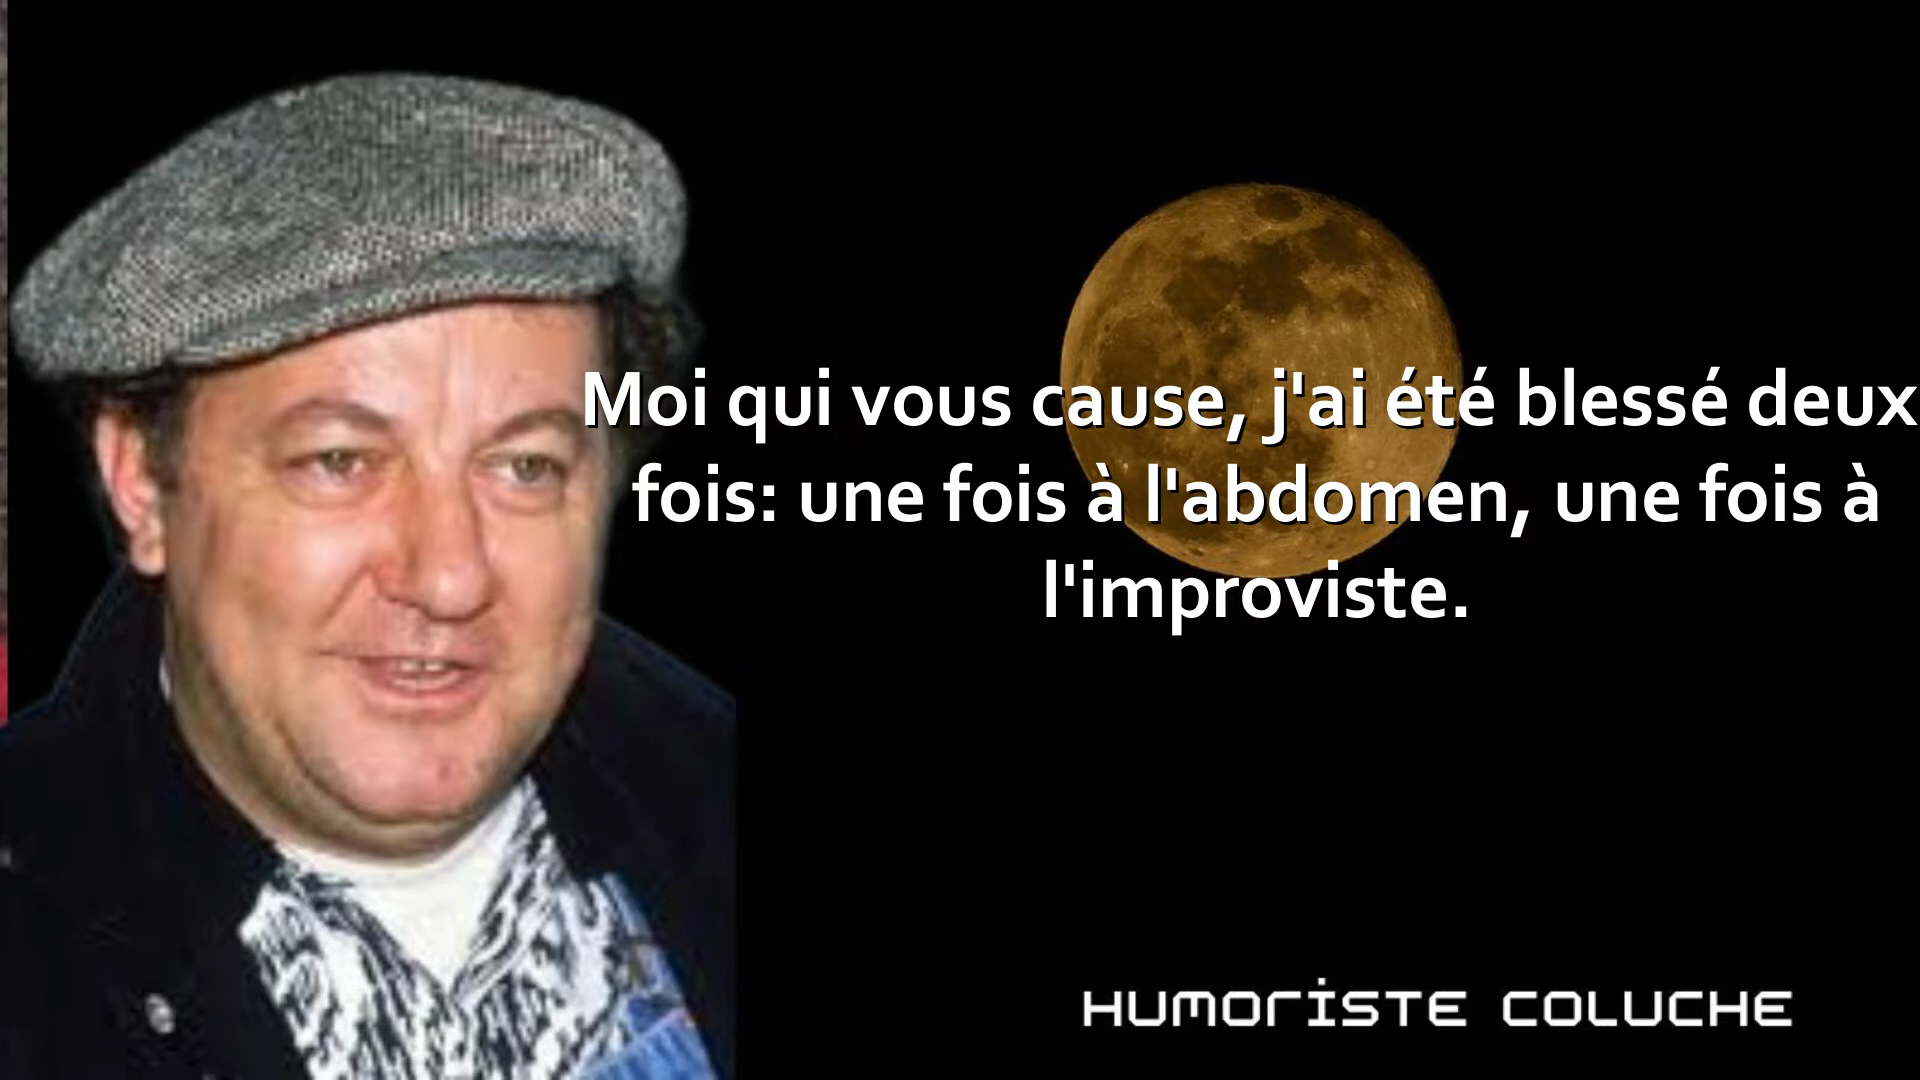 Moi qui vous cause, j'ai été blessé deux
fois: une fois à l'abdomen, une fois à
l'improviste.
HUMORISTE COLUCHE